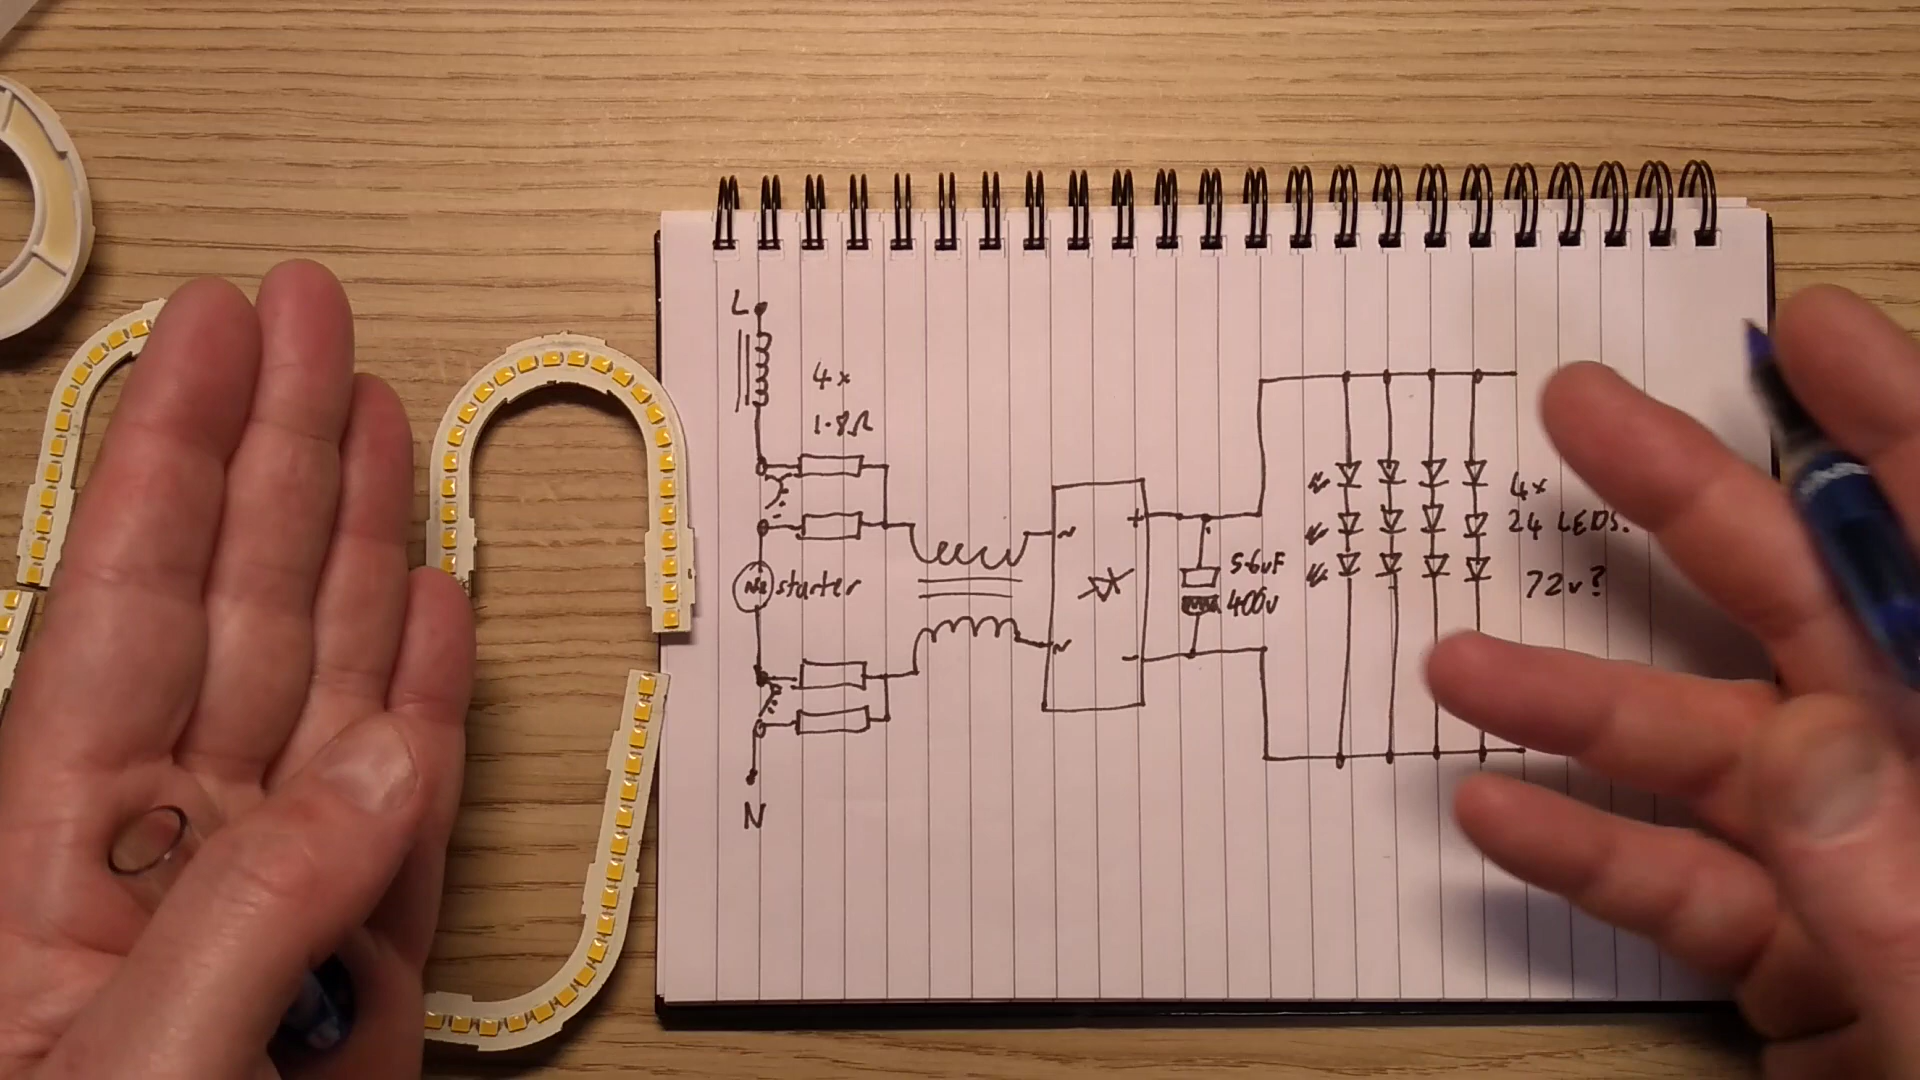 L
4x
1.8Ω
starter
N
~
~
+
-
5.6uF
400v
4x
24 LEDS.
72v?